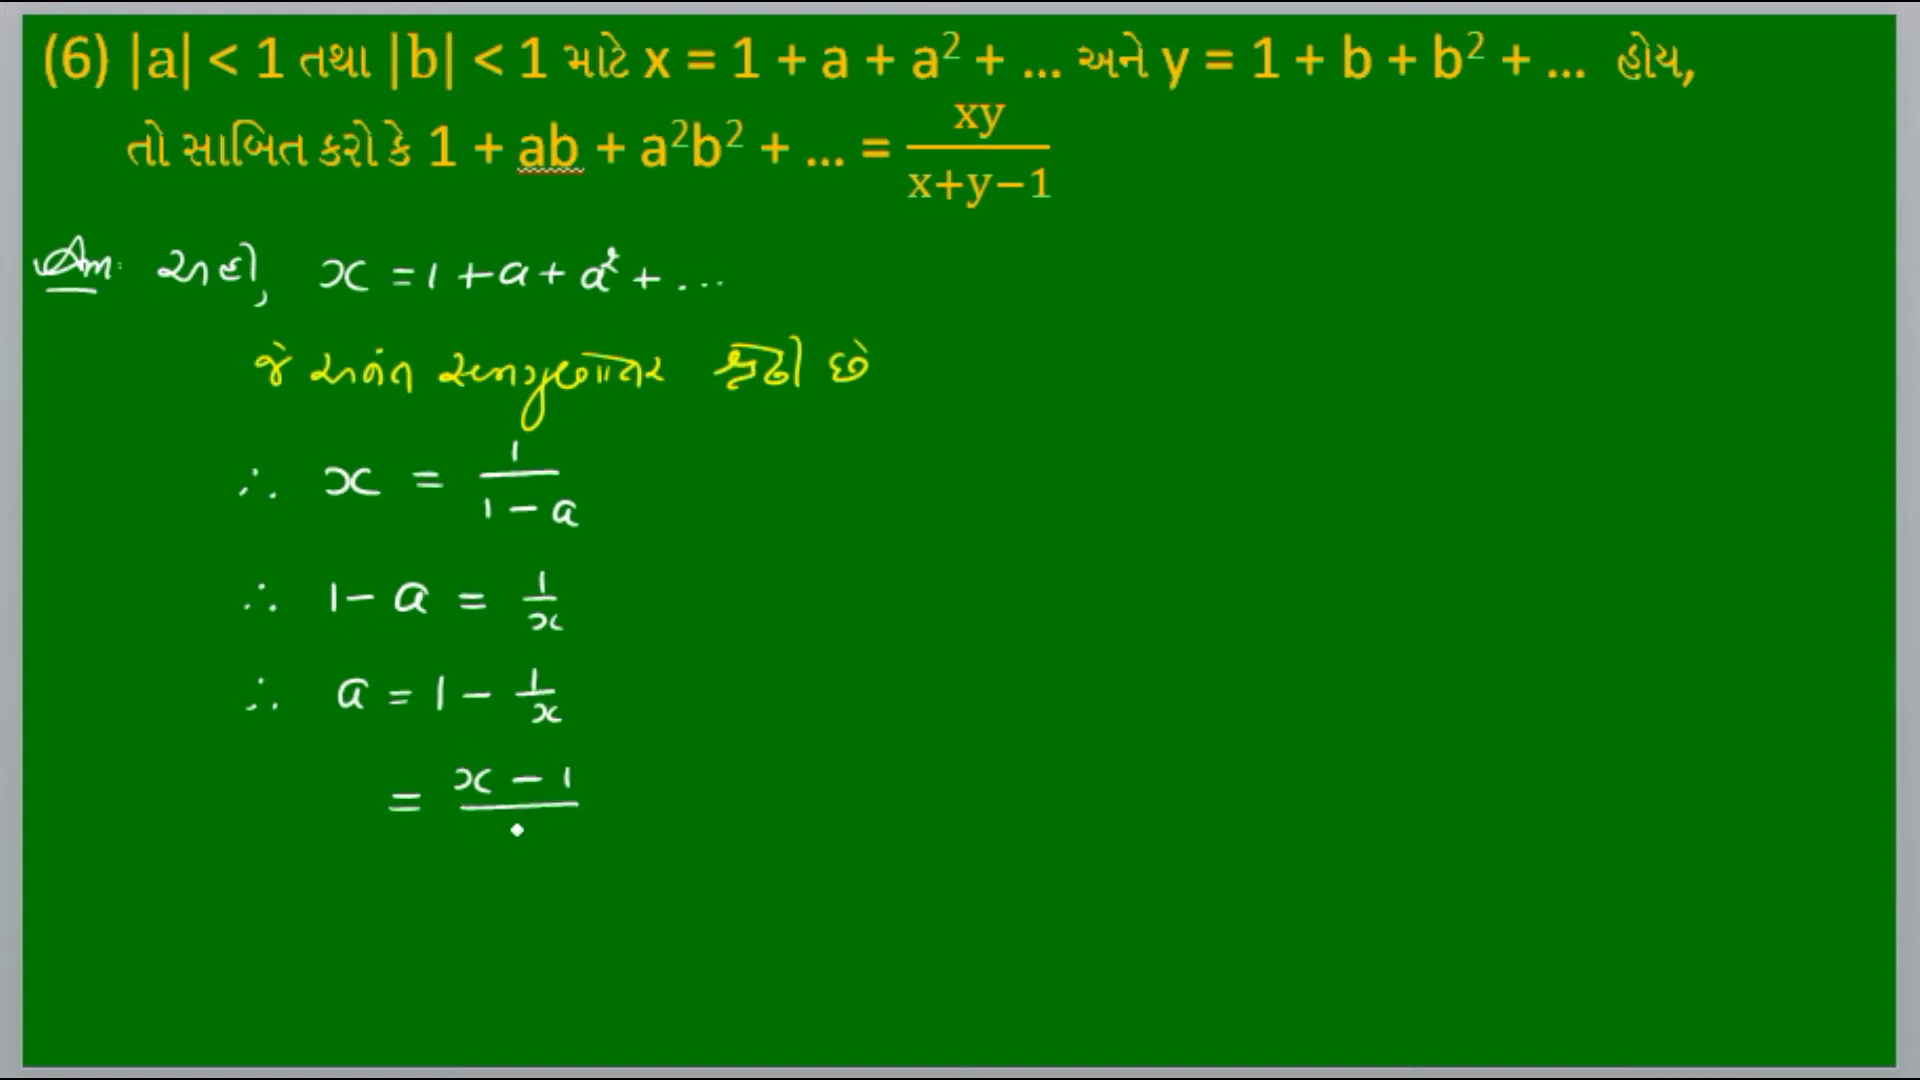 (6) |a| < 1 તથા |b| < 1 માટે x = 1 + a + a² + ... અને y = 1 + b + b² + ... હોય,
તો સાબિત કરો કે 1 + ab + a²b² + ... = xy/(x+y−1)
Ans: અહીં, x = 1 + a + a² + ...
જે અનંત સમગુણોત્તર શ્રેઢી છે
∴ x = 1/(1 − a)
∴ 1 − a = 1/x
∴ a = 1 − 1/x
= x − 1